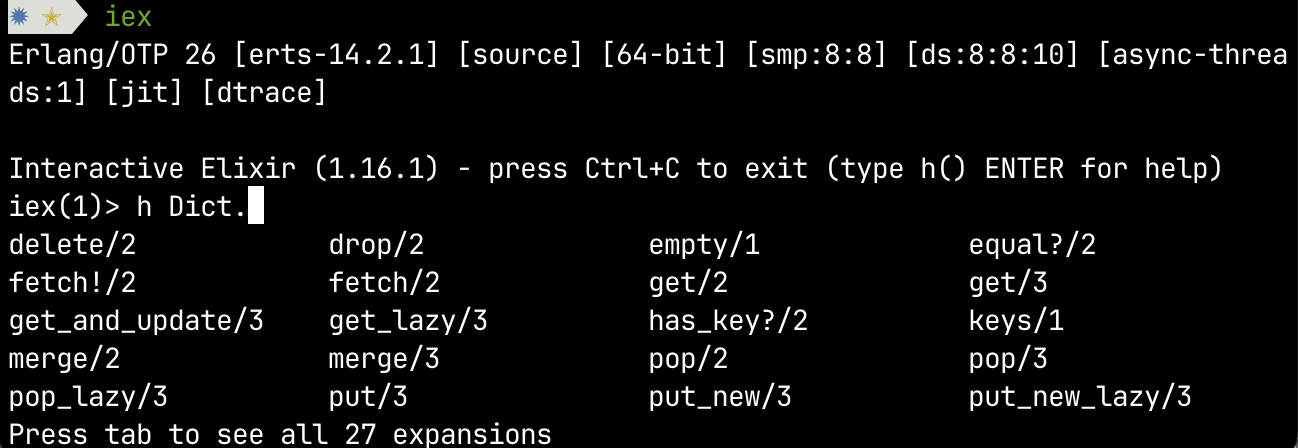 iex
Erlang/OTP 26 [erts-14.2.1] [source] [64-bit] [smp:8:8] [ds:8:8:10] [async-threa
ds:1] [jit] [dtrace]
Interactive Elixir (1.16.1) - press Ctrl+C to exit (type h() ENTER for help)
iex(1)> h Dict.
delete/2 drop/2 empty/1 equal?/2
fetch!/2 fetch/2 get/2 get/3
get_and_update/3 get_lazy/3 has_key?/2 keys/1
merge/2 merge/3 pop/2 pop/3
pop_lazy/3 put/3 put_new/3 put_new_lazy/3
Press tab to see all 27 expansions